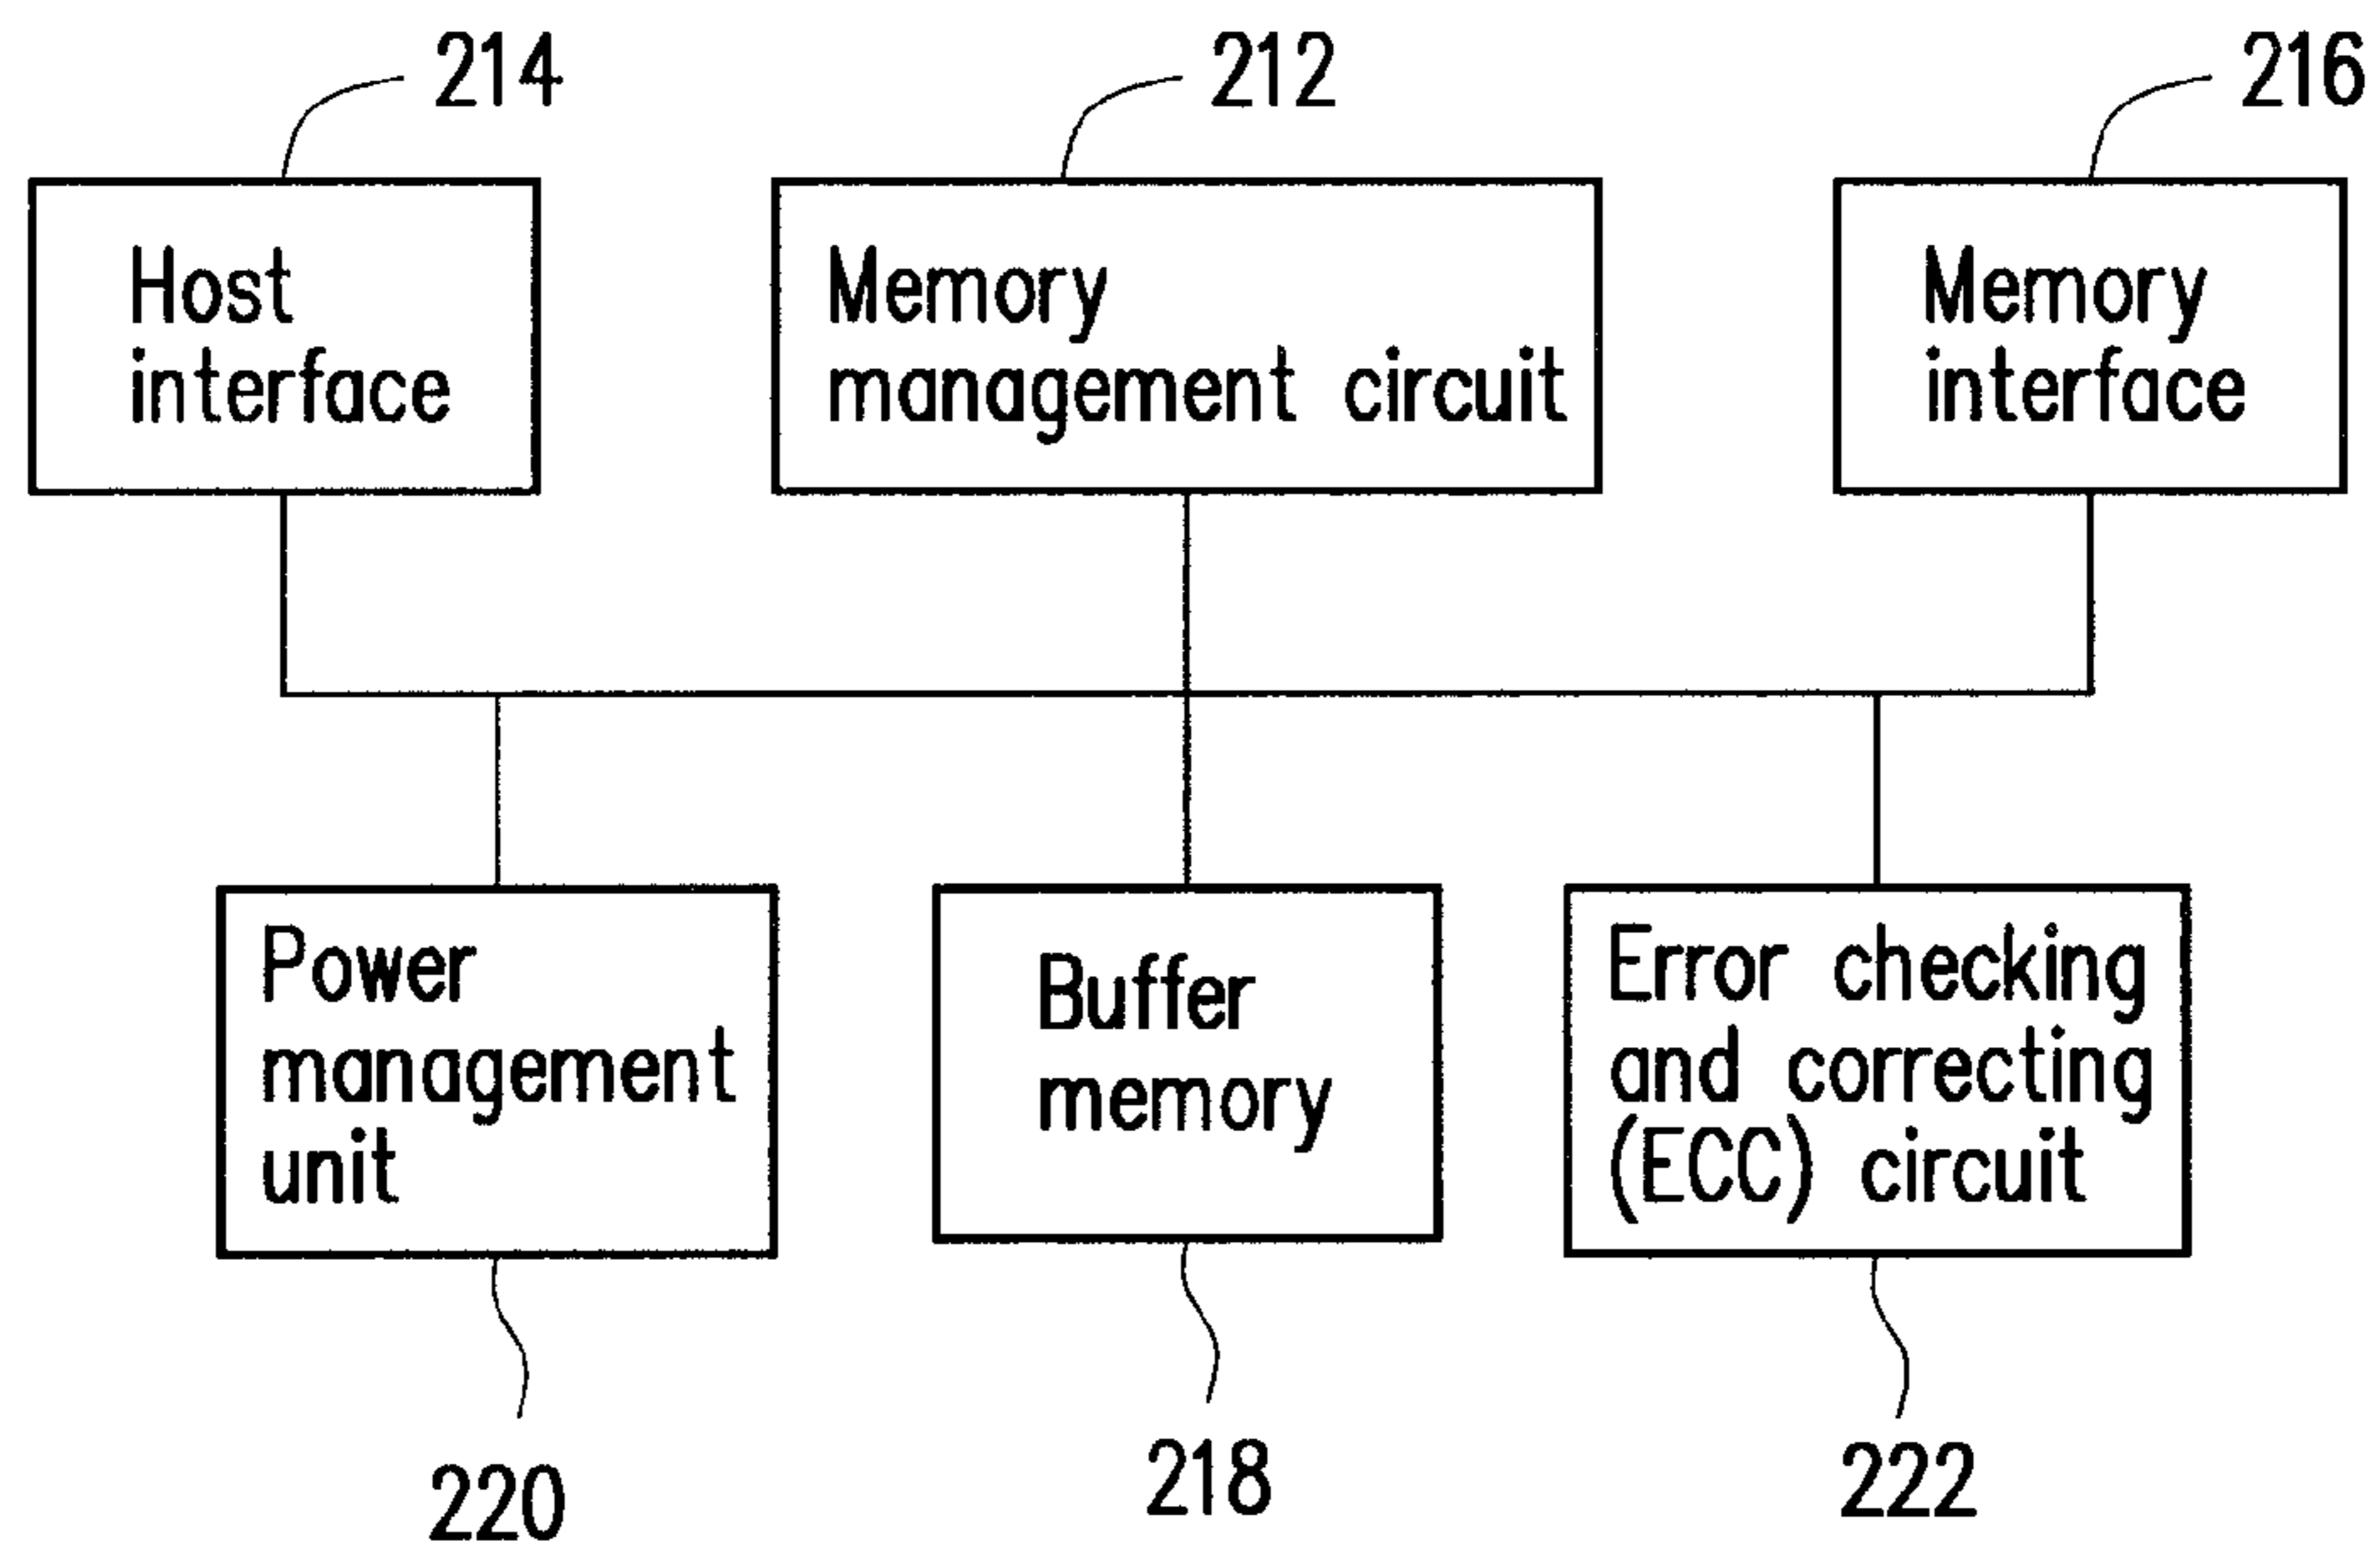 214
212
216
Host
interface
Memory
management circuit
Memory
interface
Power
management
unit
Buffer
memory
Error checking
and correcting
(ECC) circuit
220
218
222